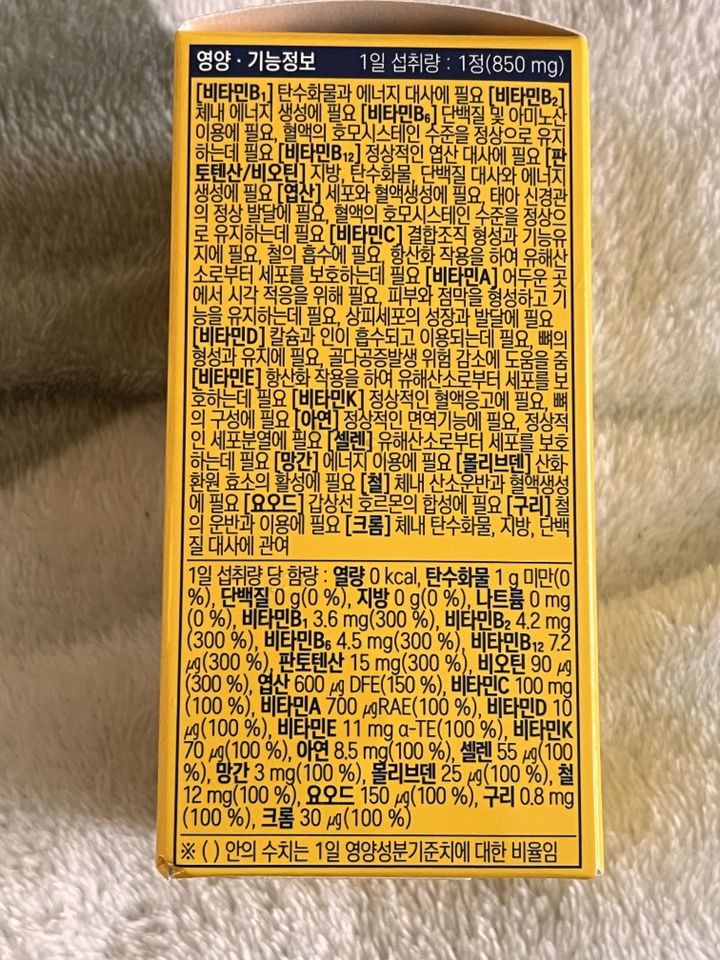 영양 · 기능정보 1일 섭취량 : 1정(850 mg)
[비타민B₁] 탄수화물과 에너지 대사에 필요 [비타민B₂]
체내 에너지 생성에 필요 [비타민B₆] 단백질 및 아미노산
이용에 필요, 혈액의 호모시스테인 수준을 정상으로 유지
하는데 필요 [비타민B₁₂] 정상적인 엽산 대사에 필요 [판
토텐산/비오틴] 지방, 탄수화물, 단백질 대사와 에너지
생성에 필요 [엽산] 세포와 혈액생성에 필요, 태아 신경관
의 정상 발달에 필요, 혈액의 호모시스테인 수준을 정상으
로 유지하는데 필요 [비타민C] 결합조직 형성과 기능유
지에 필요, 철의 흡수에 필요, 항산화 작용을 하여 유해산
소로부터 세포를 보호하는데 필요 [비타민A] 어두운 곳
에서 시각 적응을 위해 필요, 피부와 점막을 형성하고 기
능을 유지하는데 필요, 상피세포의 성장과 발달에 필요
[비타민D] 칼슘과 인이 흡수되고 이용되는데 필요, 뼈의
형성과 유지에 필요, 골다공증발생 위험 감소에 도움을 줌
[비타민E] 항산화 작용을 하여 유해산소로부터 세포를 보
호하는데 필요 [비타민K] 정상적인 혈액응고에 필요, 뼈
의 구성에 필요 [아연] 정상적인 면역기능에 필요, 정상적
인 세포분열에 필요 [셀렌] 유해산소로부터 세포를 보호
하는데 필요 [망간] 에너지 이용에 필요 [몰리브덴] 산화·
환원 효소의 활성에 필요 [철] 체내 산소운반과 혈액생성
에 필요 [요오드] 갑상선 호르몬의 합성에 필요 [구리] 철
의 운반과 이용에 필요 [크롬] 체내 탄수화물, 지방, 단백
질 대사에 관여
1일 섭취량 당 함량 : 열량 0 kcal, 탄수화물 1 g 미만(0
%), 단백질 0 g(0 %), 지방 0 g(0 %), 나트륨 0 mg
(0 %), 비타민B₁ 3.6 mg(300 %), 비타민B₂ 4.2 mg
(300 %), 비타민B₆ 4.5 mg(300 %), 비타민B₁₂ 7.2
㎍(300 %), 판토텐산 15 mg(300 %), 비오틴 90 ㎍
(300 %), 엽산 600 ㎍ DFE(150 %), 비타민C 100 mg
(100 %), 비타민A 700 ㎍RAE(100 %), 비타민D 10
㎍(100 %), 비타민E 11 mg α-TE(100 %), 비타민K
70 ㎍(100 %), 아연 8.5 mg(100 %), 셀렌 55 ㎍(100
%), 망간 3 mg(100 %), 몰리브덴 25 ㎍(100 %), 철
12 mg(100 %), 요오드 150 ㎍(100 %), 구리 0.8 mg
(100 %), 크롬 30 ㎍(100 %)
※ ( ) 안의 수치는 1일 영양성분기준치에 대한 비율임